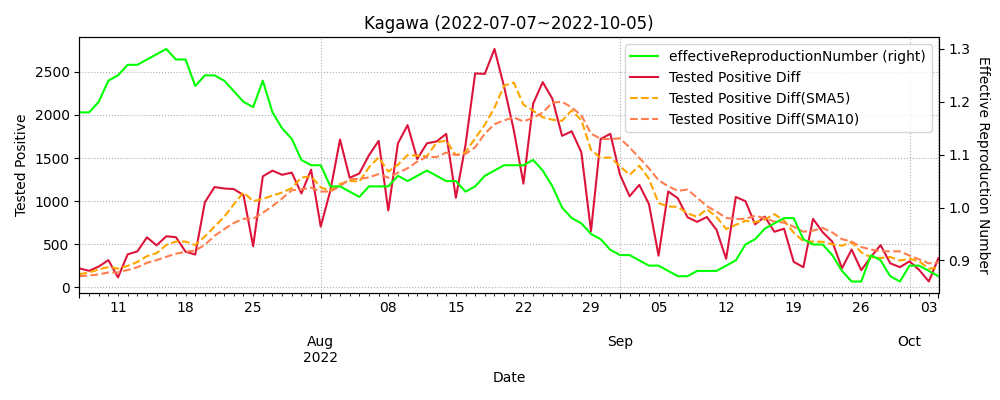 Kagawa (2022-07-07~2022-10-05)
effectiveReproductionNumber (right)
Tested Positive Diff
Tested Positive Diff(SMA5)
Tested Positive Diff(SMA10)
Tested Positive
2500
2000
1500
1000
500
0
1.3
1.2
1.1
1.0
0.9
Effective Reproduction Number
11 18 25 08 15 22 29 05 12 19 26 03
Aug Sep Oct
2022
Date